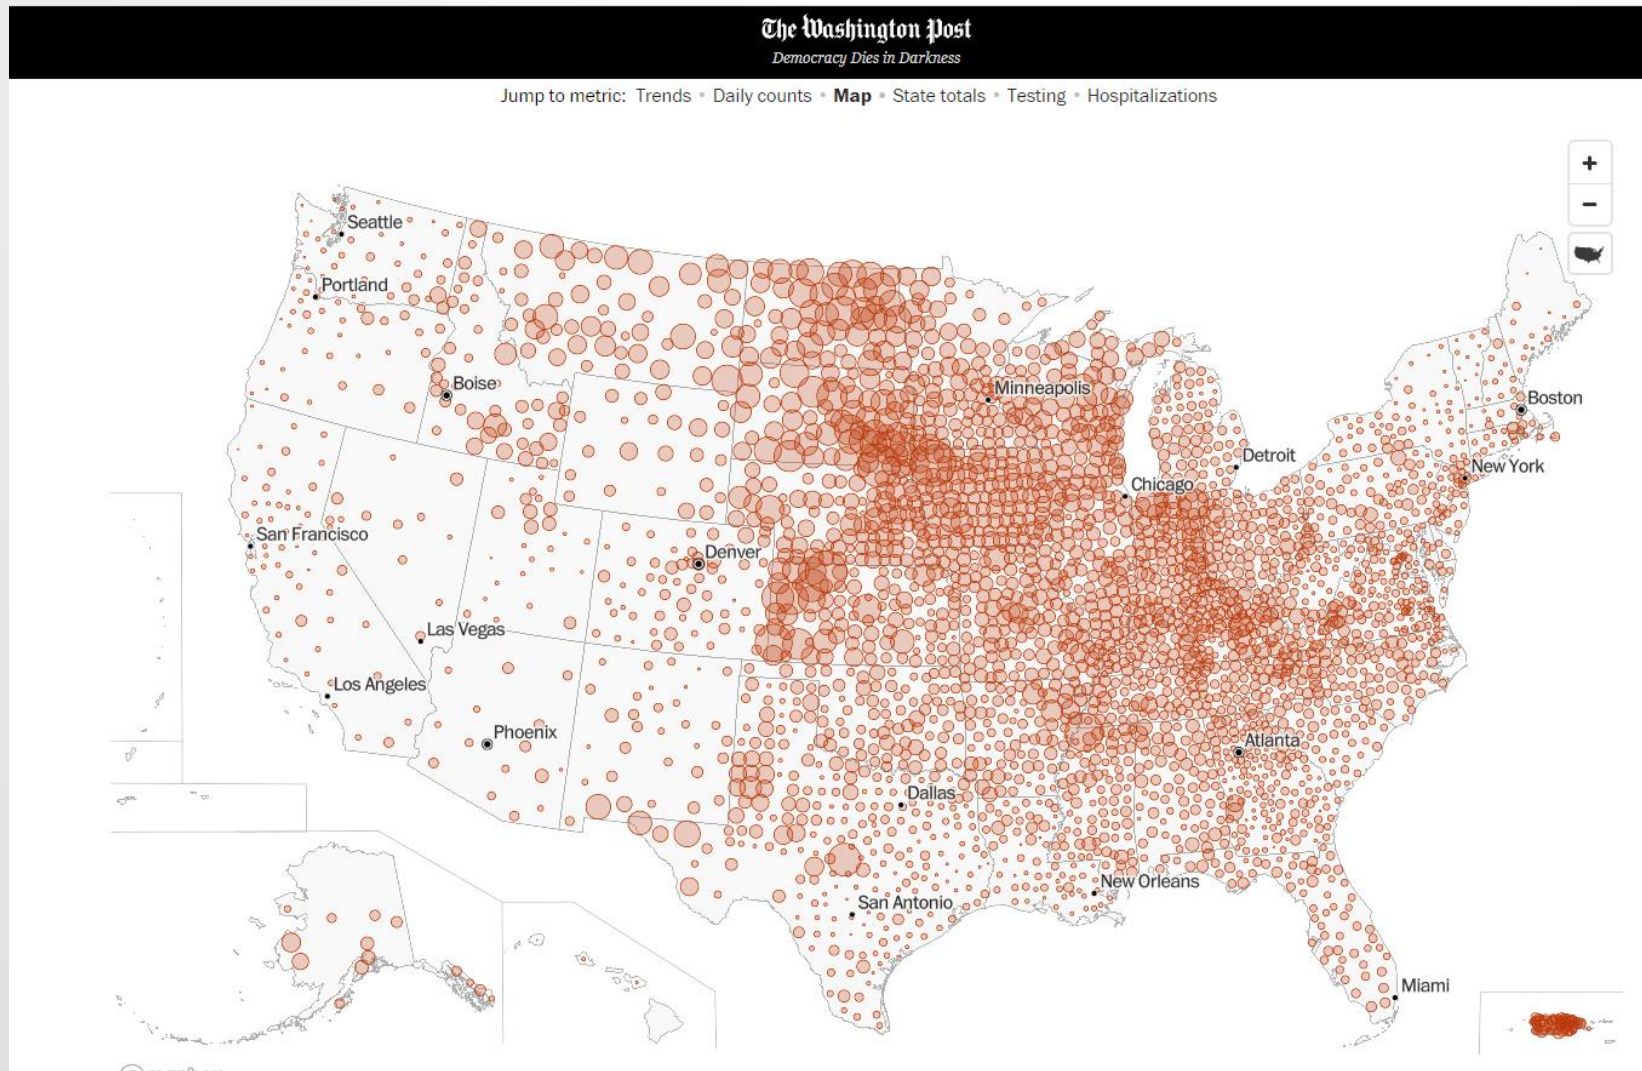 The Washington Post
Democracy Dies in Darkness
Jump to metric: Trends • Daily counts • Map • State totals • Testing • Hospitalizations
+
−
Seattle
Portland
Boise
Minneapolis
Boston
Detroit
New York
Chicago
San Francisco
Denver
Las Vegas
Los Angeles
Phoenix
Atlanta
Dallas
New Orleans
San Antonio
Miami